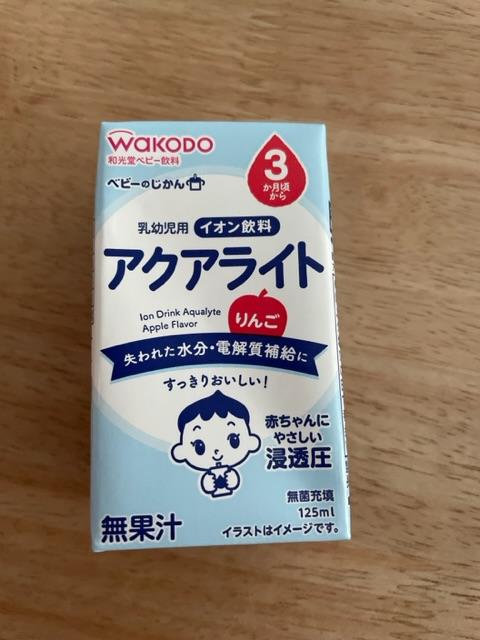 WAKODO
和光堂ベビー飲料
3
か月頃
から
ベビーのじかん
乳幼児用 イオン飲料
アクアライト
Ion Drink Aqualyte
Apple Flavor
りんご
失われた水分・電解質補給に
すっきりおいしい!
赤ちゃんに
やさしい
浸透圧
無菌充填
125ml
無果汁
イラストはイメージです。